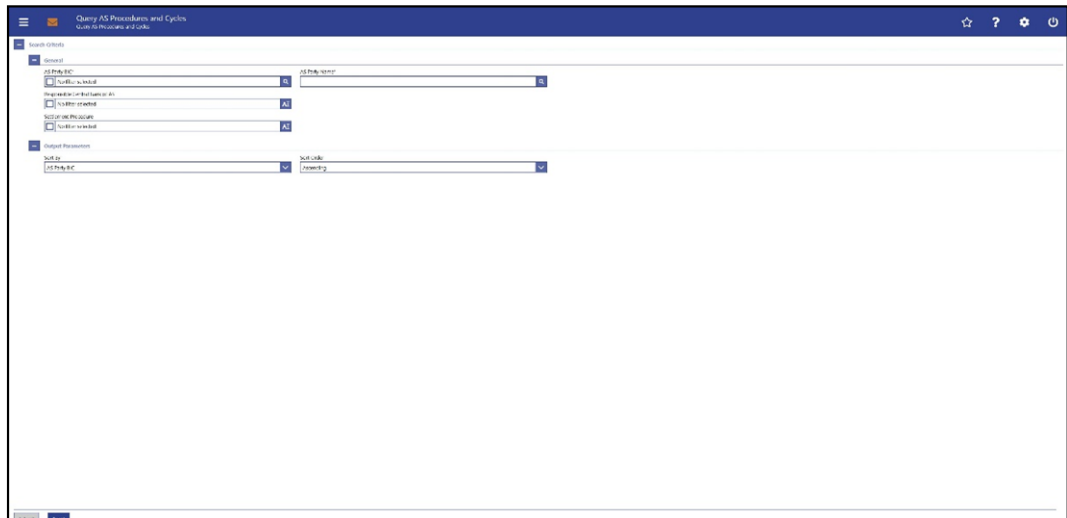 Query AS Procedures and Cycles
Query AS Procedures and Cycles
Search Criteria
General
AS Party BIC*
AS Party Name*
No filter selected
Responsible Central Bank of AS
No filter selected
Settlement Procedure
No filter selected
Output Parameters
Sort By
Sort Order
AS Party BIC
Ascending